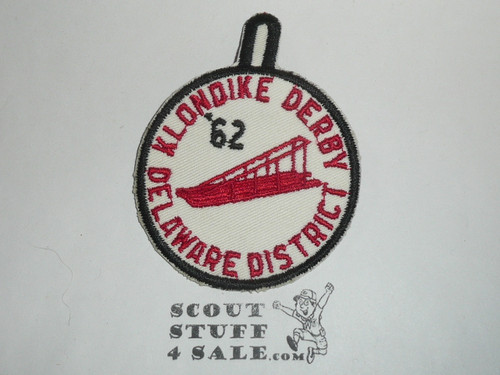 KLONDIKE DERBY
'62
DELAWARE DISTRICT
SCOUT
STUFF
4 SALE.com